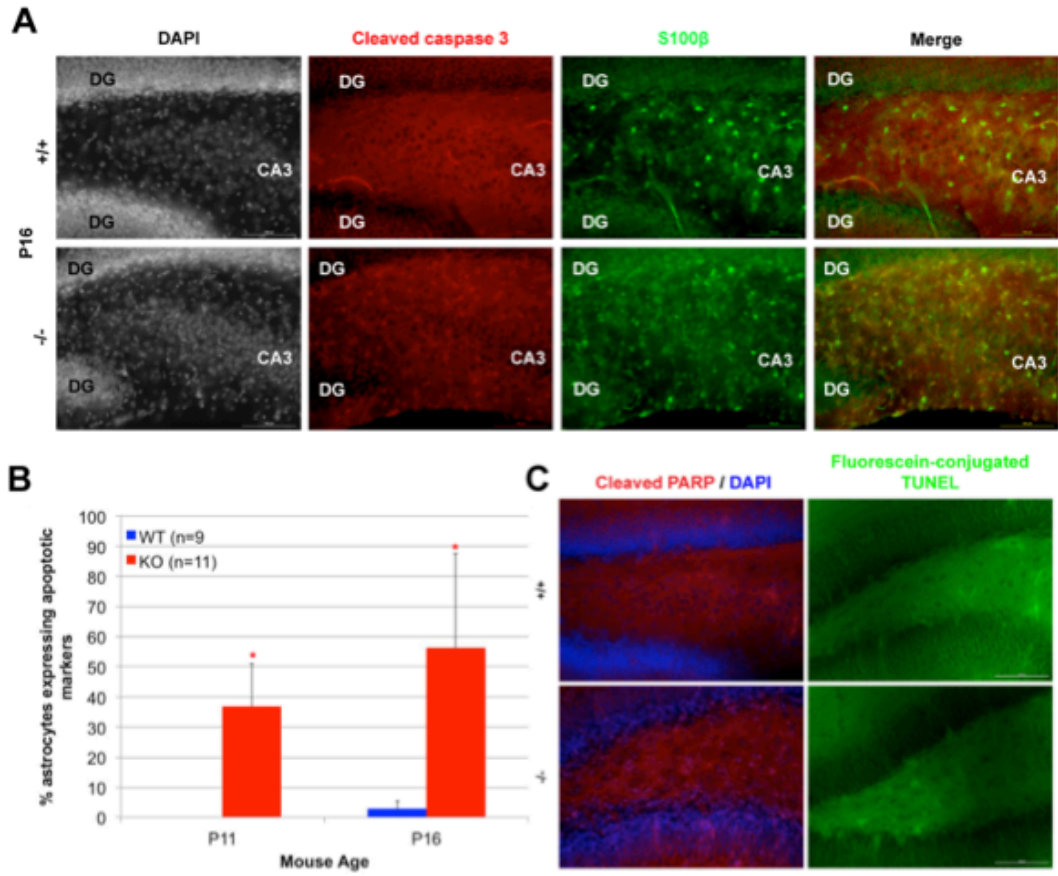 A
DAPI
Cleaved caspase 3
S100β
Merge
P16
+/+
DG
CA3
DG
DG
CA3
DG
DG
CA3
DG
DG
CA3
DG
-/-
DG
CA3
DG
DG
CA3
DG
DG
CA3
DG
DG
CA3
DG
B
% astrocytes expressing apoptotic
markers
100
90
80
70
60
50
40
30
20
10
0
WT (n=9
KO (n=11)
*
*
P11
P16
Mouse Age
C
Cleaved PARP / DAPI
Fluorescein-conjugated
TUNEL
+/+
-/-